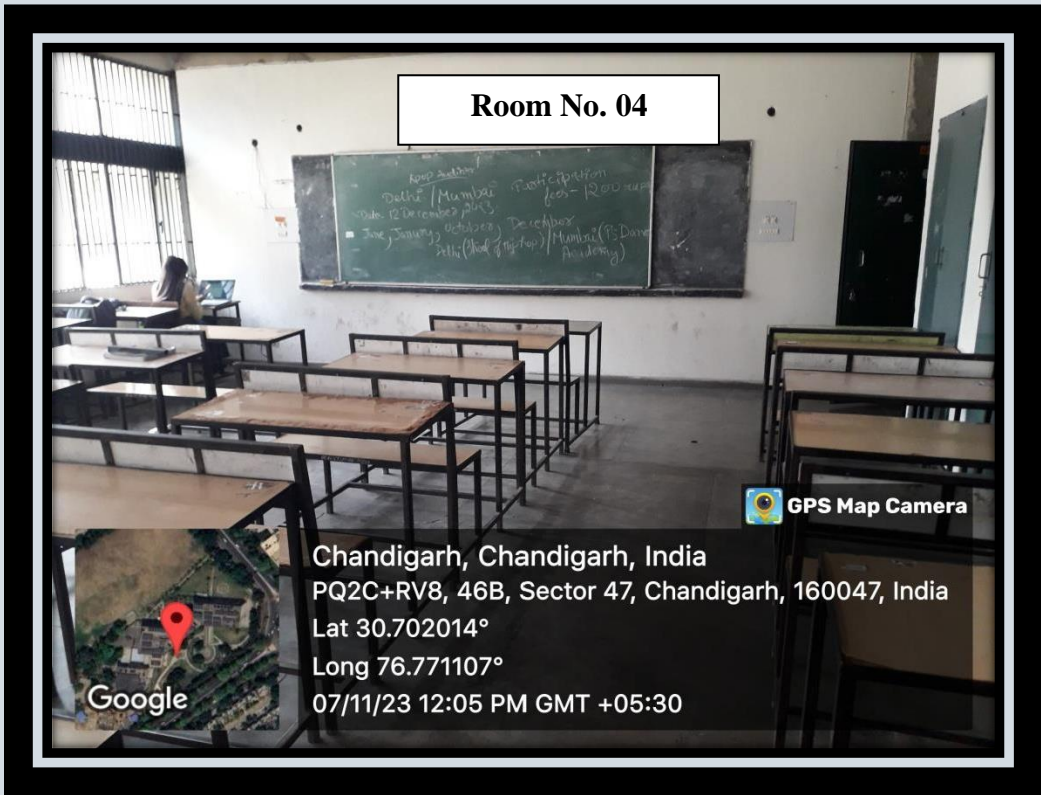 Room No. 04
Delhi / Mumbai Participation
fees - 1200
Date 12 December,
June, January, October, December
Delhi ( / Mumbai (
Academy)
GPS Map Camera
Chandigarh, Chandigarh, India
PQ2C+RV8, 46B, Sector 47, Chandigarh, 160047, India
Lat 30.702014°
Long 76.771107°
07/11/23 12:05 PM GMT +05:30
Google